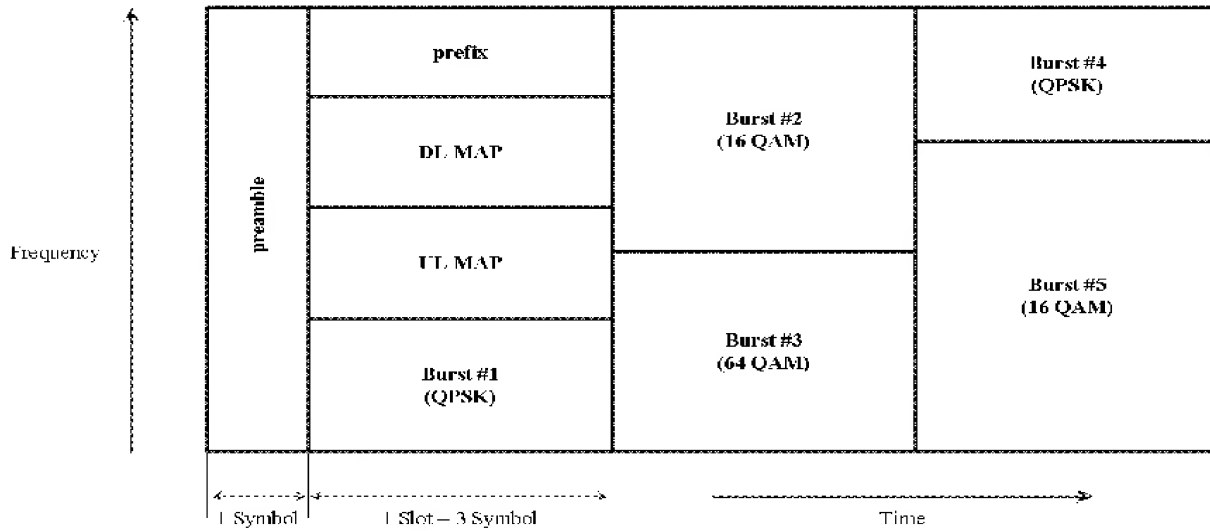 prefix
Burst #4
(QPSK)
Burst #2
(16 QAM)
DL MAP
preamble
Frequency
UL MAP
Burst #5
(16 QAM)
Burst #3
(64 QAM)
Burst #1
(QPSK)
1 Symbol
1 Slot – 3 Symbol
Time